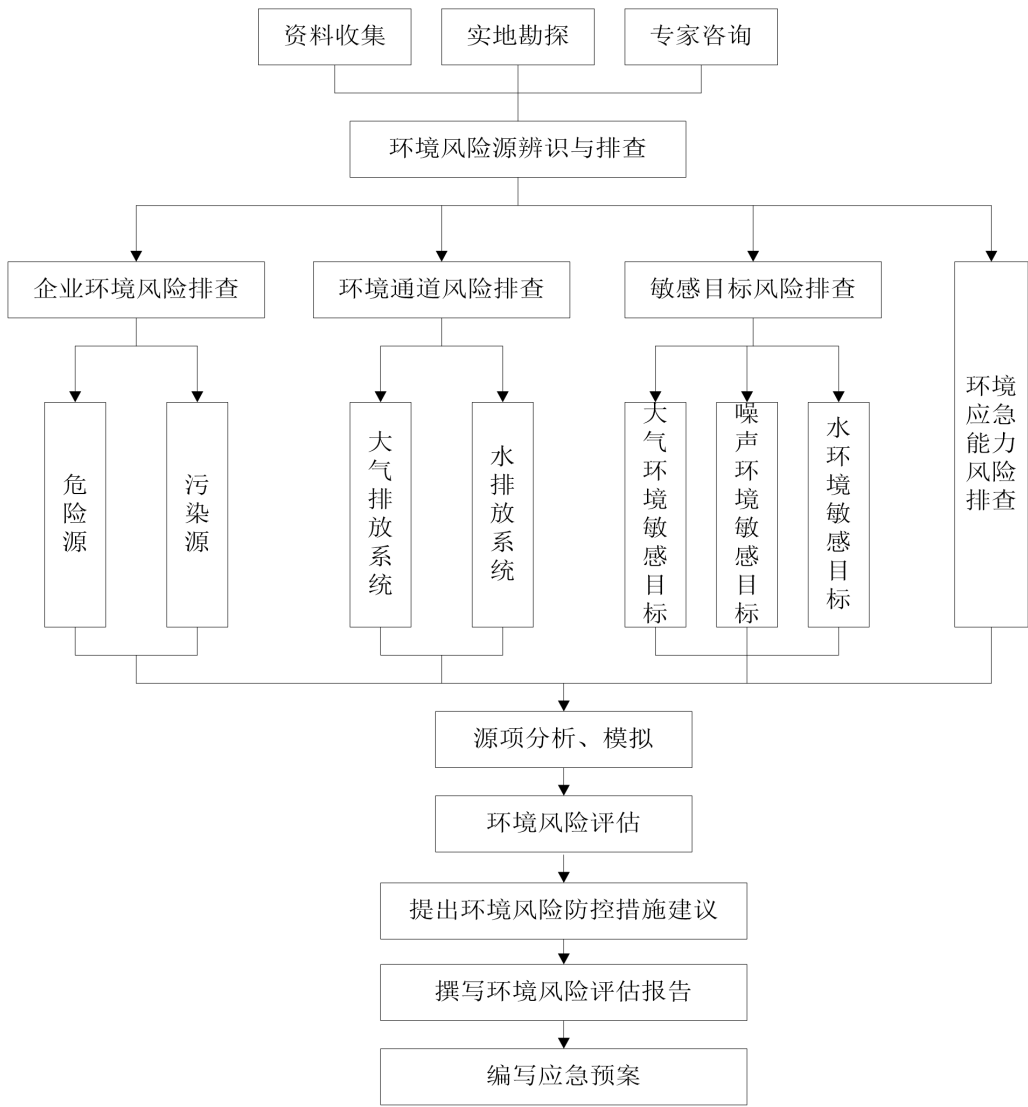 资料收集
实地勘探
专家咨询
环境风险源辨识与排查
企业环境风险排查
环境通道风险排查
敏感目标风险排查
环境
应急
能力
风险
排查
危险源
污染源
大气排放系统
水排放系统
大气环境敏感目标
噪声环境敏感目标
水环境敏感目标
源项分析、模拟
环境风险评估
提出环境风险防控措施建议
撰写环境风险评估报告
编写应急预案